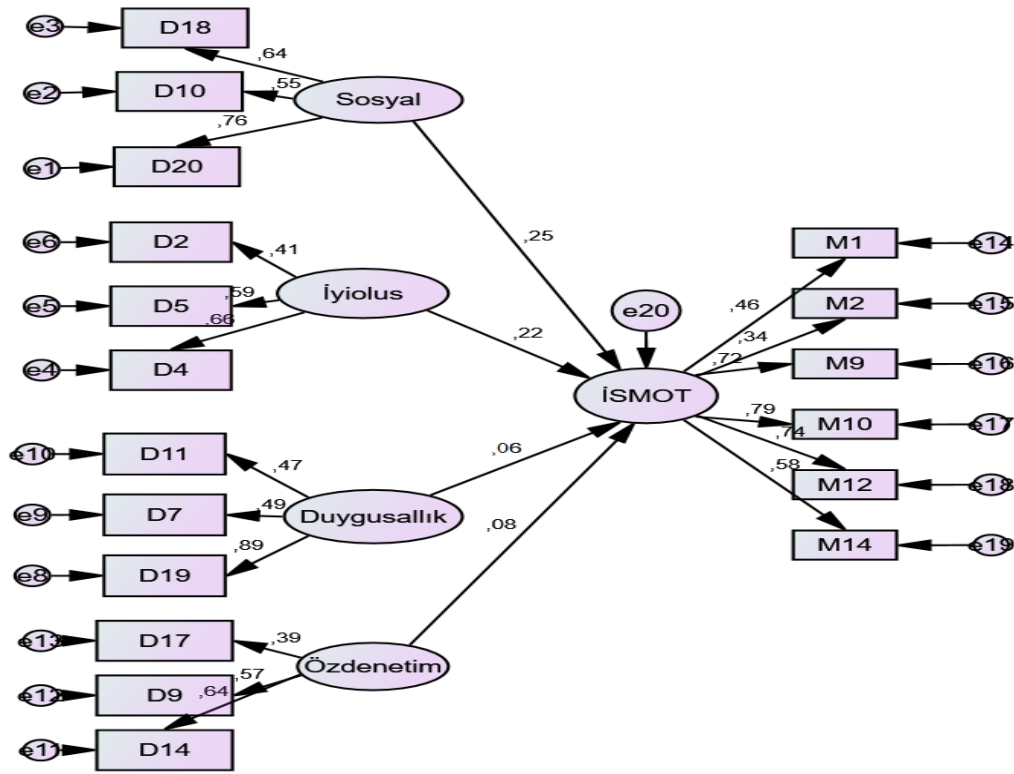 e3
D18
,64
e2
D10
,55
Sosyal
,76
e1
D20
e6
D2
,41
e5
D5
,59
İyiolus
,66
e4
D4
,25
,22
e20
İSMOT
e10
D11
,47
e9
D7
,49
Duygusallık
,89
e8
D19
,06
,08
e13
D17
,39
Özdenetim
e12
D9
,57
,64
e11
D14
M1
e14
,46
M2
e15
,34
,72
M9
e16
,79
M10
e17
,74
M12
e18
,58
M14
e19